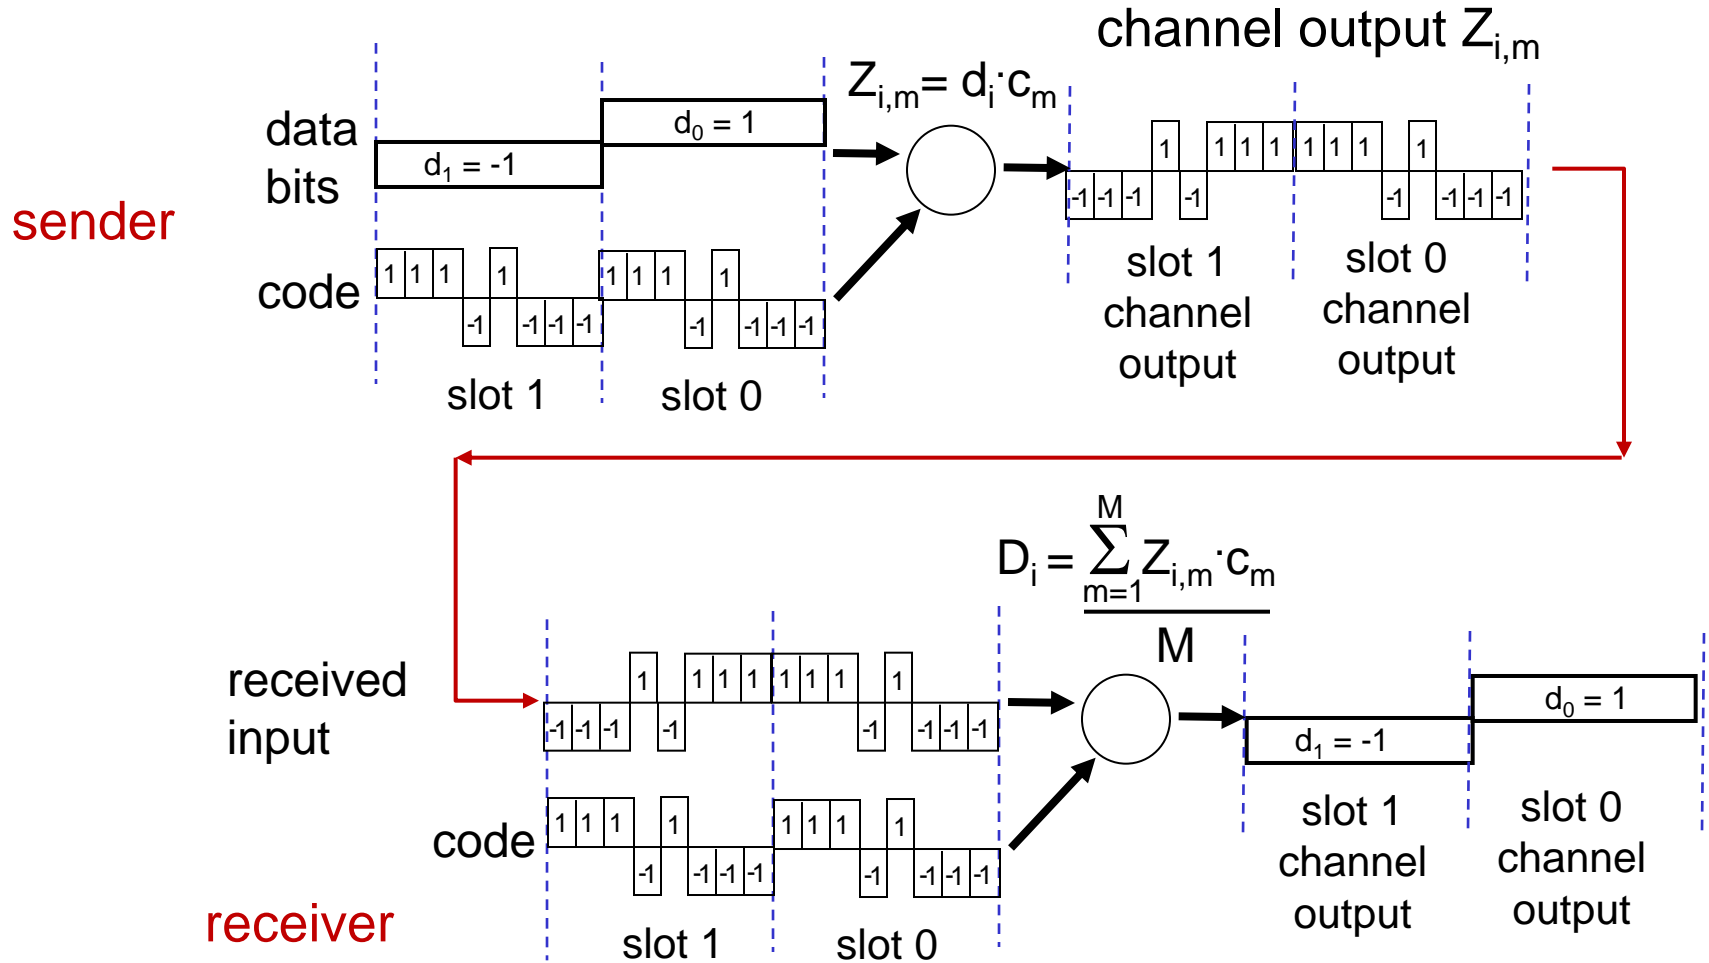 channel output Z_{i,m}
Z_{i,m}= d_i·c_m
data bits
d_1 = -1
d_0 = 1
sender
code
1 1 1 -1 1 -1 -1 -1
1 1 1 -1 1 -1 -1 -1
slot 1
slot 0
-1 -1 -1 1 -1 1 1 1
1 1 1 -1 1 -1 -1 -1
slot 1
channel
output
slot 0
channel
output
D_i = \sum_{m=1}^{M} Z_{i,m}·c_m
M
received
input
-1 -1 -1 1 -1 1 1 1
1 1 1 -1 1 -1 -1 -1
code
1 1 1 -1 1 -1 -1 -1
1 1 1 -1 1 -1 -1 -1
receiver
slot 1
slot 0
d_1 = -1
d_0 = 1
slot 1
channel
output
slot 0
channel
output